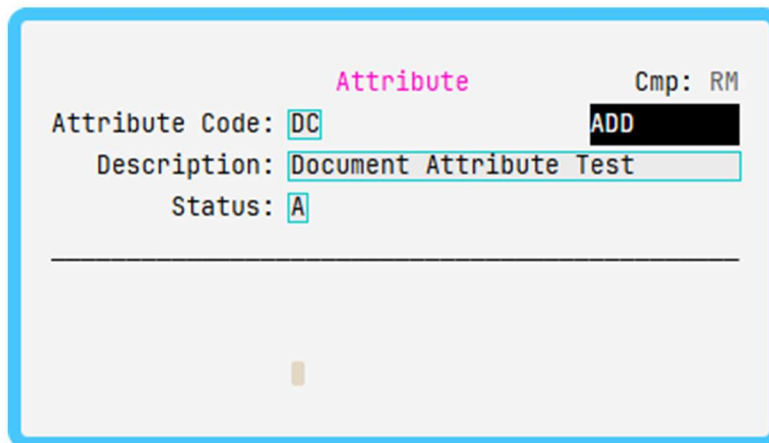 Attribute Cmp: RM
Attribute Code: DC ADD
Description: Document Attribute Test
Status: A